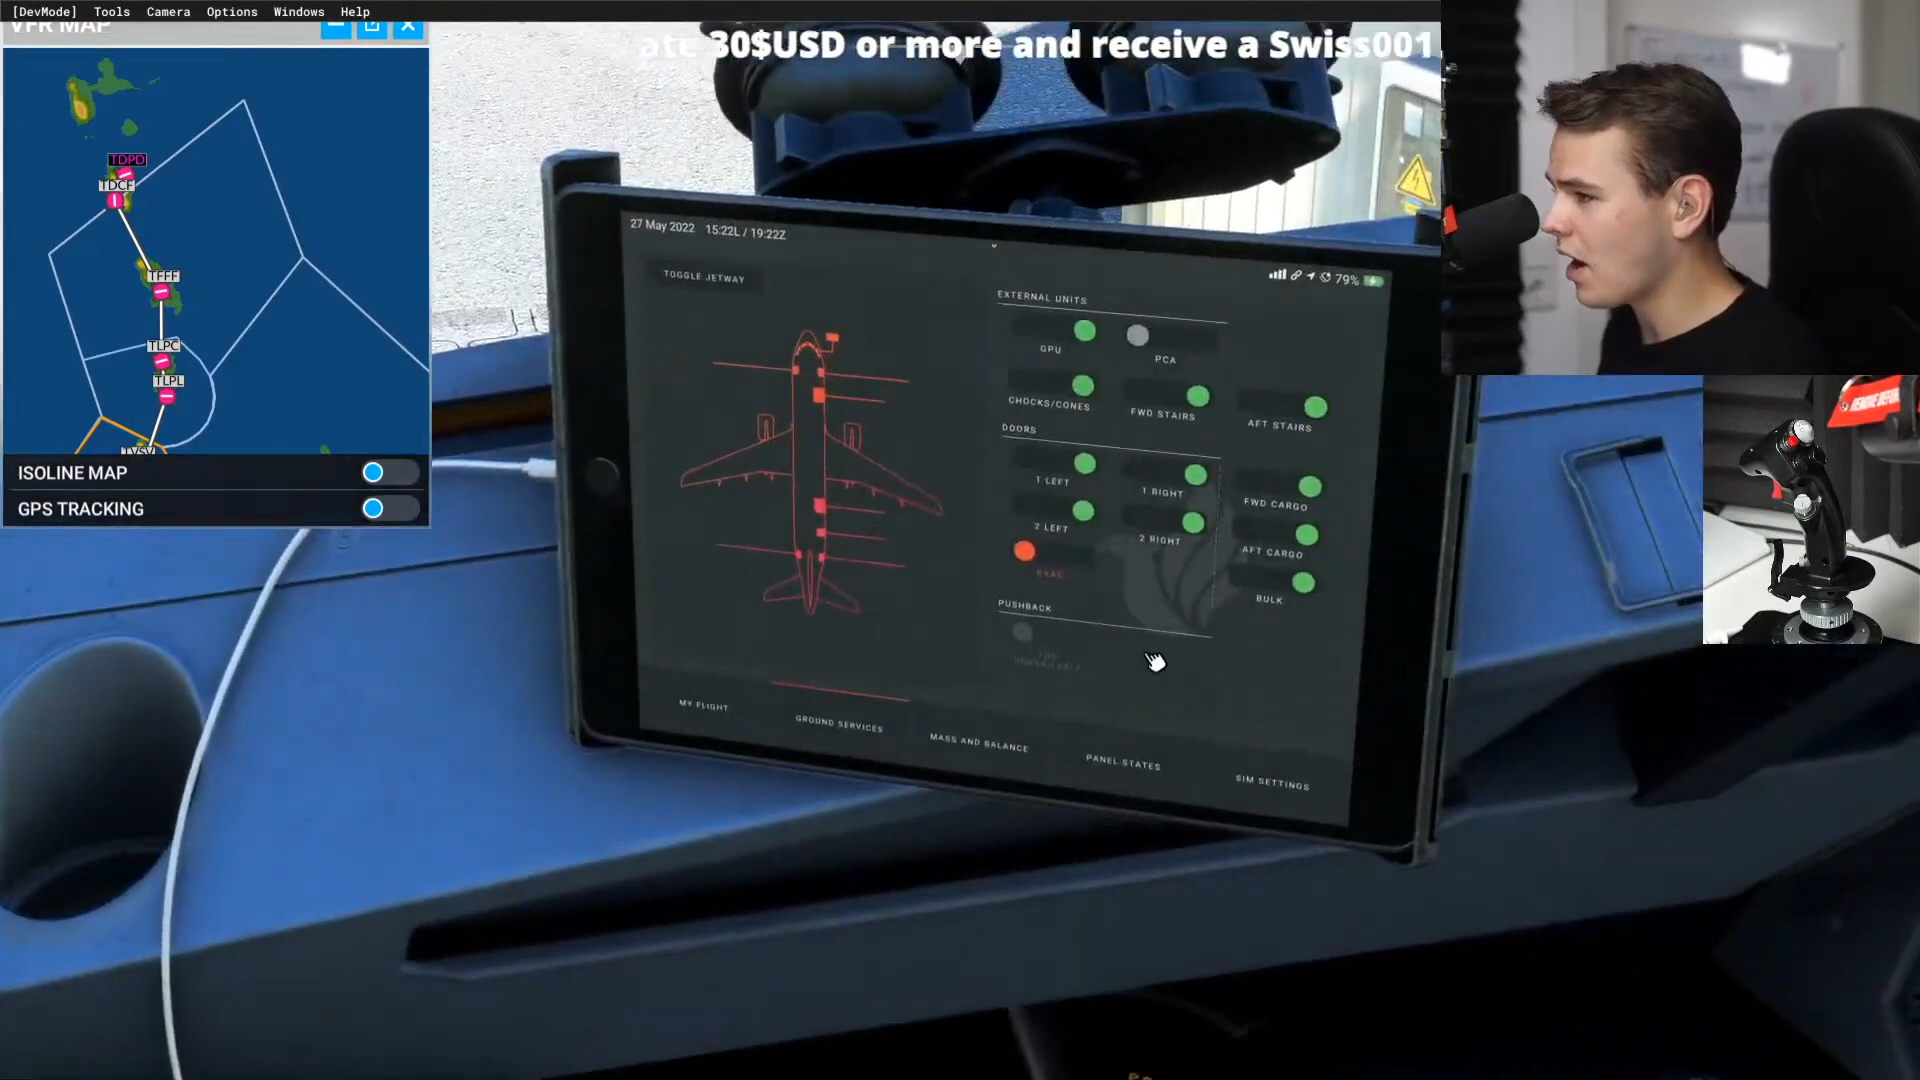 [DevMode] Tools Camera Options Windows Help
VFR MAP
30$USD or more and receive a Swiss001
TDPD
TDCF
TFFF
TLPC
TLPL
ISOLINE MAP
GPS TRACKING
27 May 2022 15:22L / 19:22Z
79%
TOGGLE JETWAY
EXTERNAL UNITS
GPU
PCA
CHOCKS/CONES
FWD STAIRS
AFT STAIRS
DOORS
1 LEFT
1 RIGHT
FWD CARGO
2 LEFT
2 RIGHT
AFT CARGO
BULK
PUSHBACK
MY FLIGHT
GROUND SERVICES
MASS AND BALANCE
PANEL STATES
SIM SETTINGS